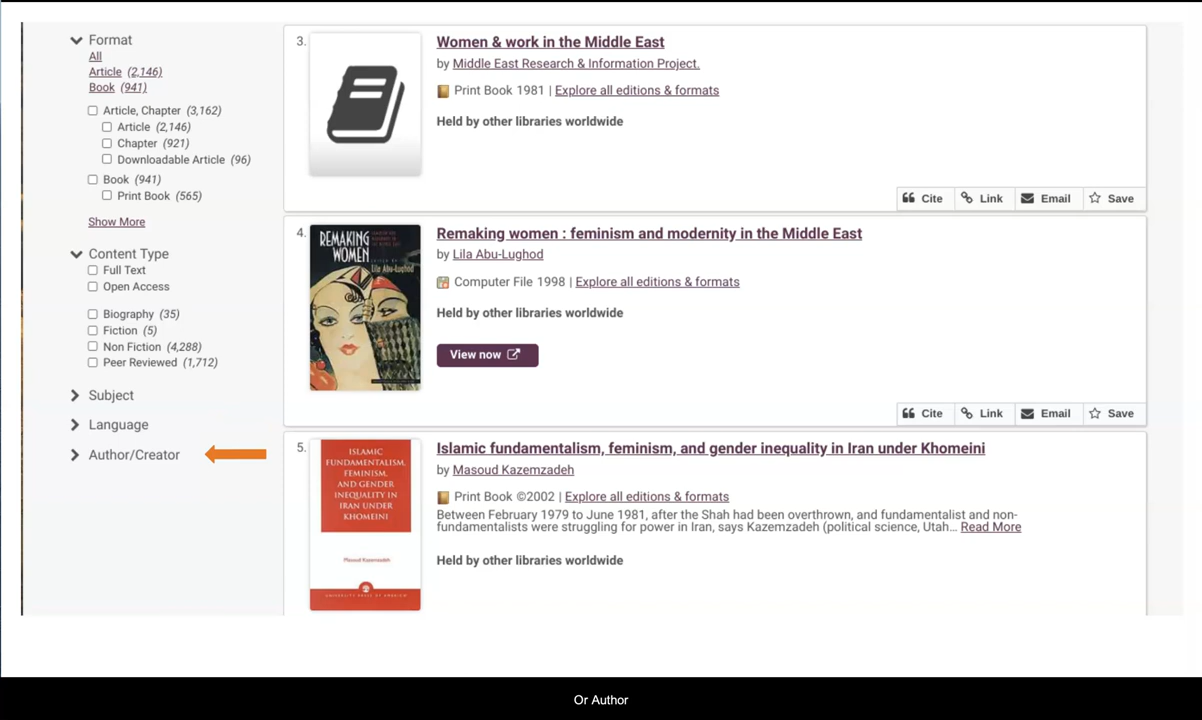 Format
All
Article (2,146)
Book (941)
Article, Chapter (3,162)
Article (2,146)
Chapter (921)
Downloadable Article (96)
Book (941)
Print Book (565)
Show More
Content Type
Full Text
Open Access
Biography (35)
Fiction (5)
Non Fiction (4,288)
Peer Reviewed (1,712)
Subject
Language
Author/Creator
3.
Women & work in the Middle East
by Middle East Research & Information Project.
Print Book 1981 | Explore all editions & formats
Held by other libraries worldwide
Cite Link Email Save
4.
REMAKING
WOMEN
Lila Abu-Lughod
Remaking women : feminism and modernity in the Middle East
by Lila Abu-Lughod
Computer File 1998 | Explore all editions & formats
Held by other libraries worldwide
View now
Cite Link Email Save
5.
ISLAMIC
FUNDAMENTALISM,
FEMINISM,
AND GENDER
INEQUALITY IN
IRAN UNDER
KHOMEINI
Masoud Kazemzadeh
Islamic fundamentalism, feminism, and gender inequality in Iran under Khomeini
by Masoud Kazemzadeh
Print Book ©2002 | Explore all editions & formats
Between February 1979 to June 1981, after the Shah had been overthrown, and fundamentalist and non-
fundamentalists were struggling for power in Iran, says Kazemzadeh (political science, Utah... Read More
Held by other libraries worldwide
Or Author